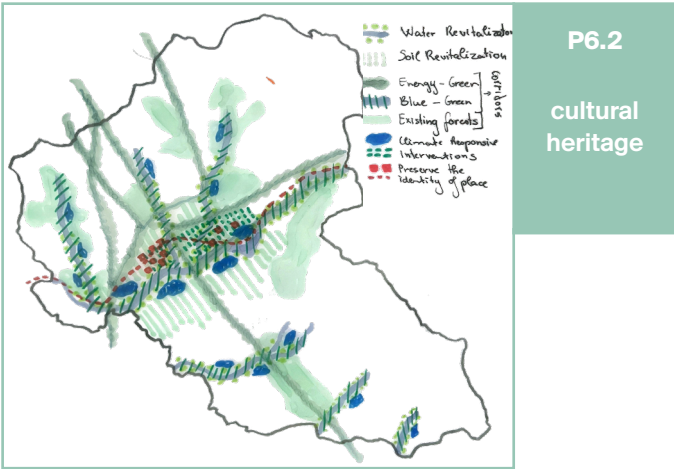 Water Revitalization
Soil Revitalization
Energy-Green
Blue-Green
Existing forests
Corridors
Climate Responsive
Interventions
Preserve the
identity of place
P6.2
cultural
heritage